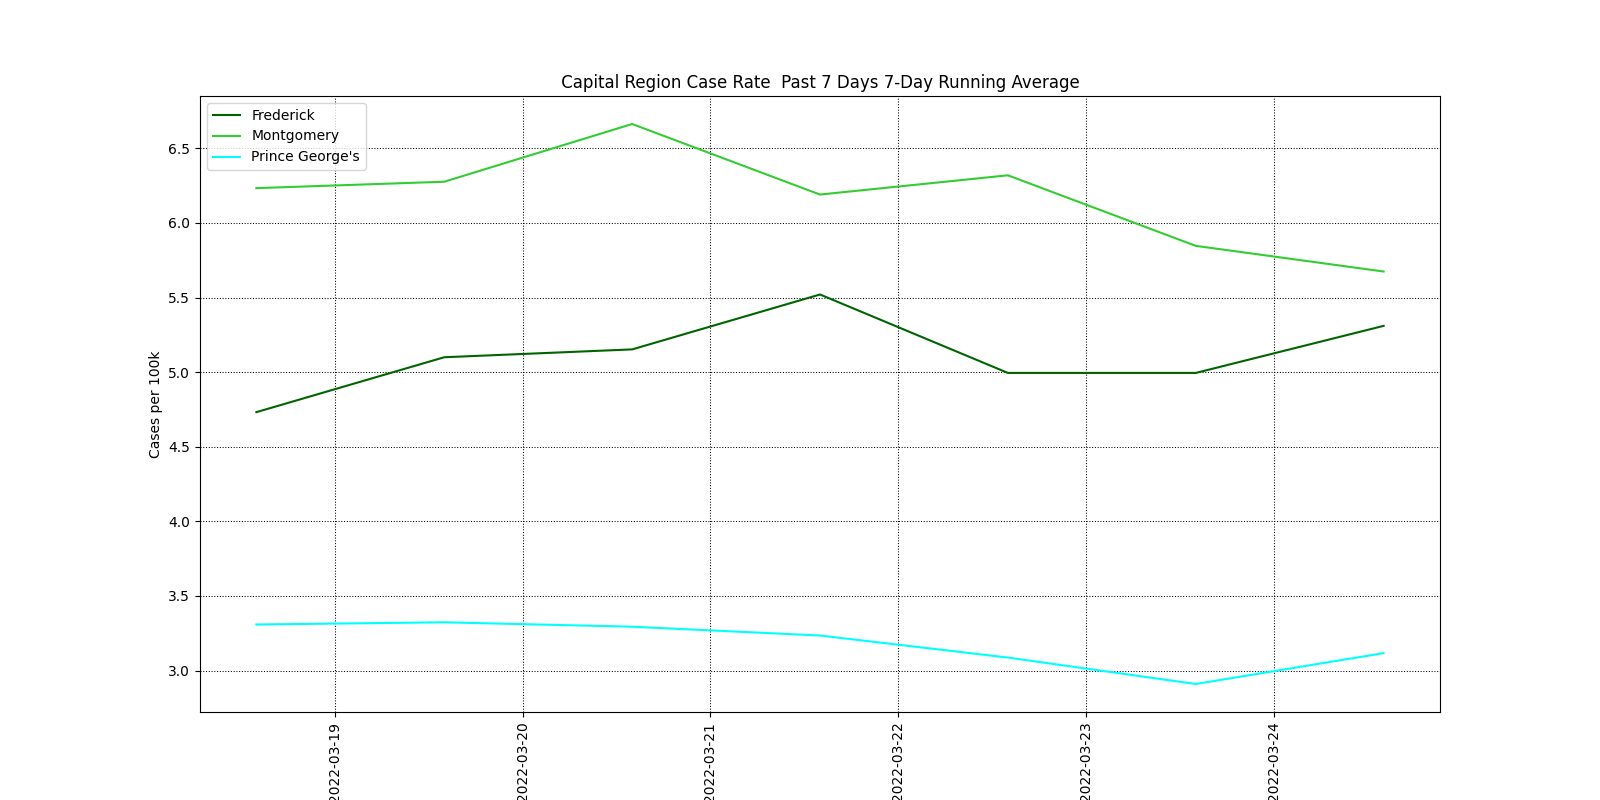 Capital Region Case Rate  Past 7 Days 7-Day Running Average
Frederick
Montgomery
Prince George's
Cases per 100k
6.5
6.0
5.5
5.0
4.5
4.0
3.5
3.0
2022-03-19
2022-03-20
2022-03-21
2022-03-22
2022-03-23
2022-03-24